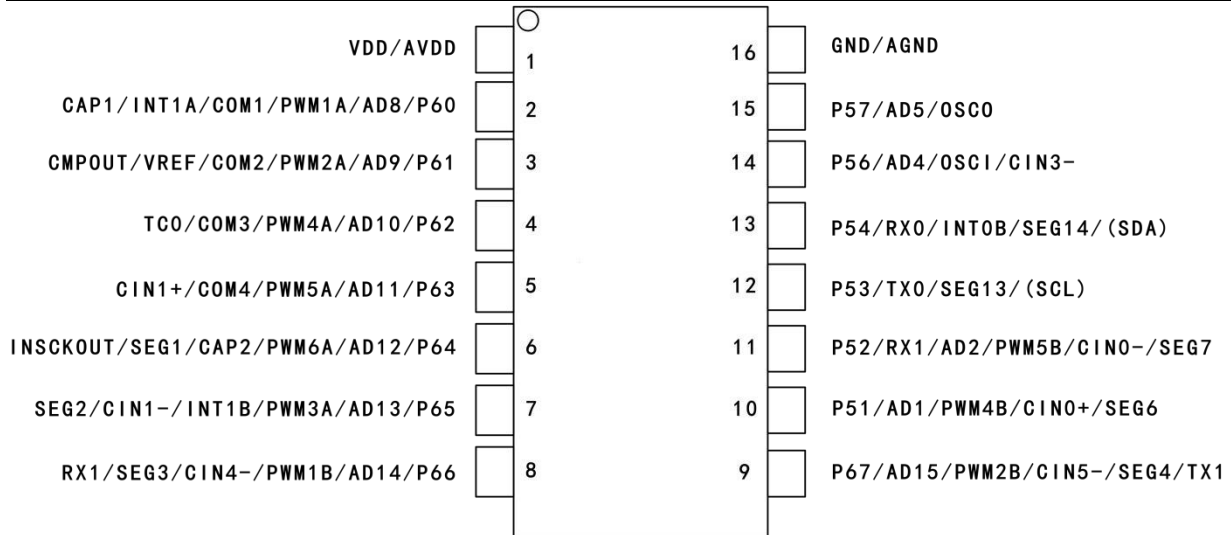 VDD/AVDD
1
16
GND/AGND
CAP1/INT1A/COM1/PWM1A/AD8/P60
2
15
P57/AD5/OSCO
CMPOUT/VREF/COM2/PWM2A/AD9/P61
3
14
P56/AD4/OSCI/CIN3-
TC0/COM3/PWM4A/AD10/P62
4
13
P54/RX0/INT0B/SEG14/(SDA)
CIN1+/COM4/PWM5A/AD11/P63
5
12
P53/TX0/SEG13/(SCL)
INSCKOUT/SEG1/CAP2/PWM6A/AD12/P64
6
11
P52/RX1/AD2/PWM5B/CIN0-/SEG7
SEG2/CIN1-/INT1B/PWM3A/AD13/P65
7
10
P51/AD1/PWM4B/CIN0+/SEG6
RX1/SEG3/CIN4-/PWM1B/AD14/P66
8
9
P67/AD15/PWM2B/CIN5-/SEG4/TX1